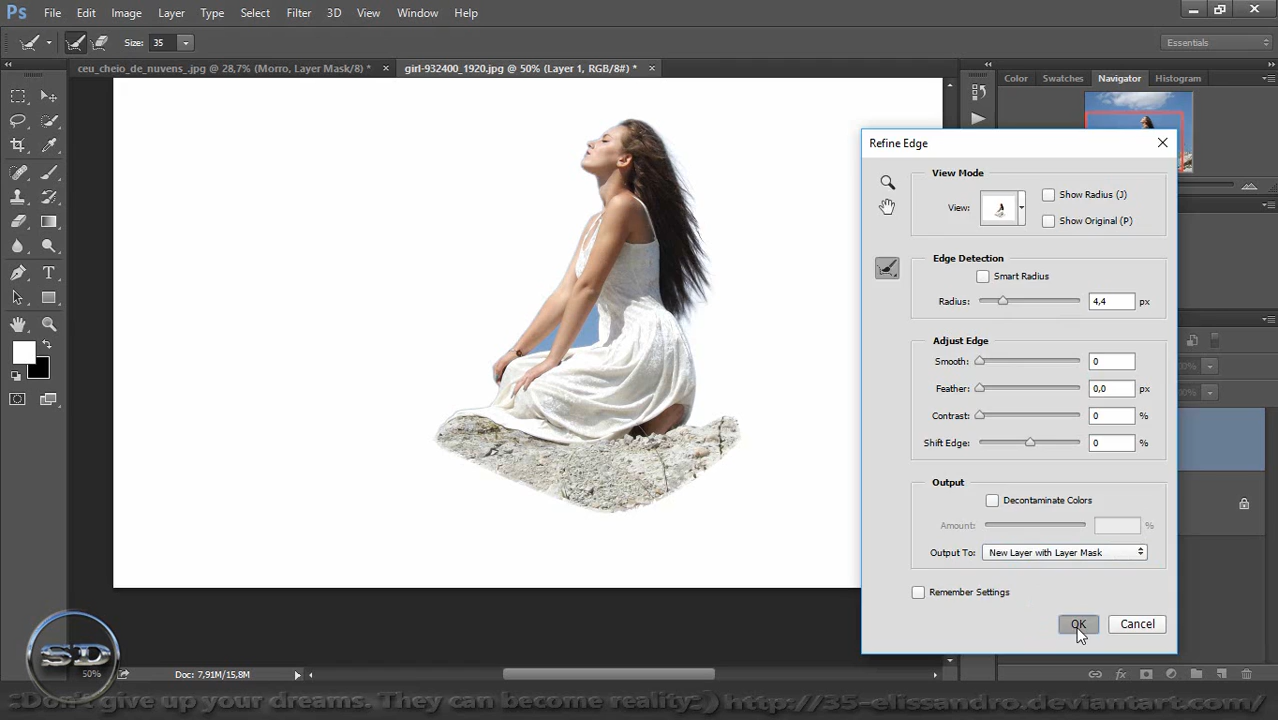 Ps File Edit Image Layer Type Select Filter 3D View Window Help
Size: 35 Essentials
ceu_cheio_de_nuvens_.jpg @ 28,7% (Morro, Layer Mask/8) * × girl-932400_1920.jpg @ 50% (Layer 1, RGB/8#) * × Color Swatches Navigator Histogram
Refine Edge
View Mode
View: Show Radius (J)
Show Original (P)
Edge Detection
Smart Radius
Radius: 4,4 px
Adjust Edge
Smooth: 0
Feather: 0,0 px
Contrast: 0 %
Shift Edge: 0 %
Output
Decontaminate Colors
Amount: %
Output To: New Layer with Layer Mask
Remember Settings
OK Cancel
SD
50% Doc: 7,91M/15,8M
sDon't give up your dreams. They can become reality:) http://35-elissandro.deviantart.com/